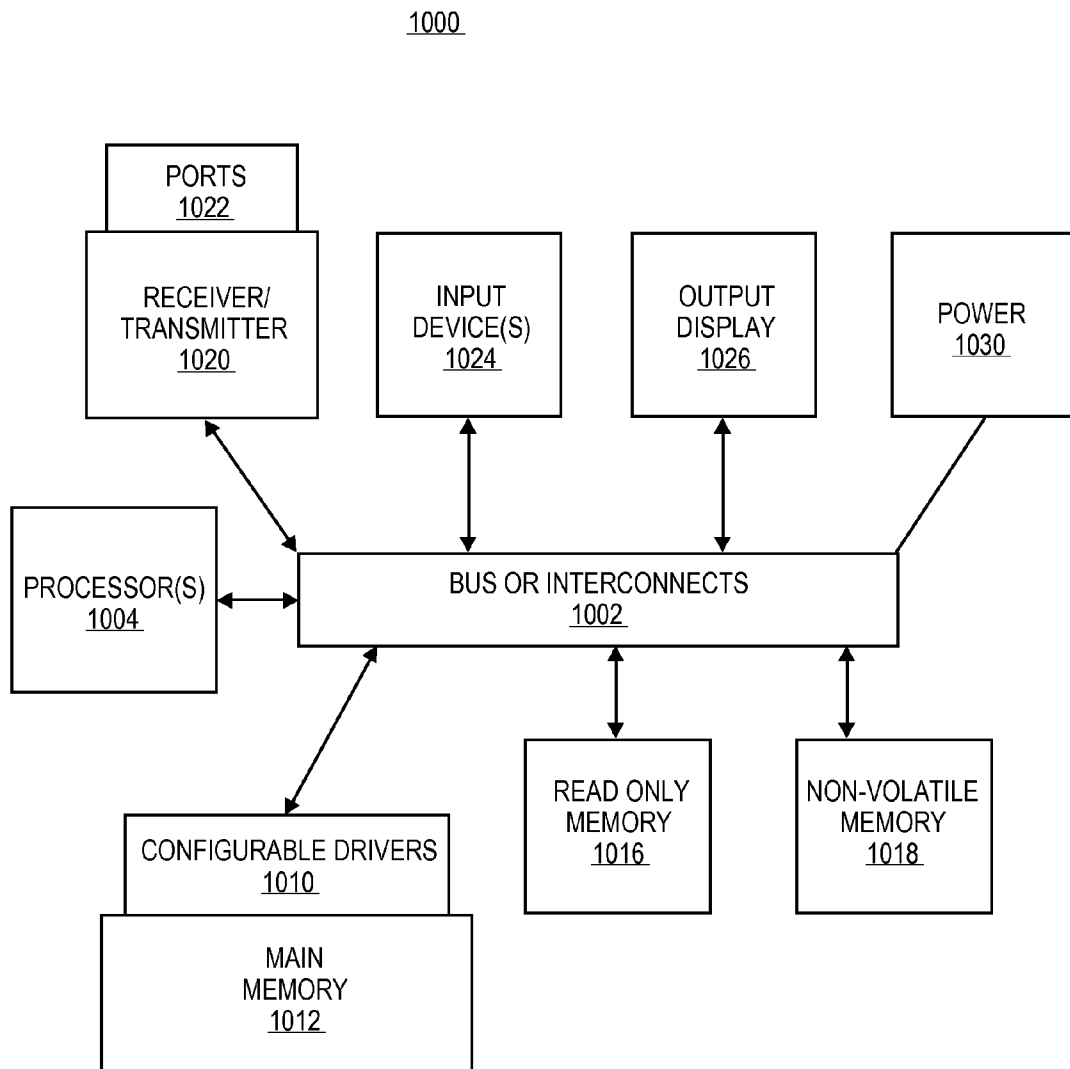 1000
PORTS
1022
RECEIVER/
TRANSMITTER
1020
INPUT
DEVICE(S)
1024
OUTPUT
DISPLAY
1026
POWER
1030
PROCESSOR(S)
1004
BUS OR INTERCONNECTS
1002
CONFIGURABLE DRIVERS
1010
MAIN
MEMORY
1012
READ ONLY
MEMORY
1016
NON-VOLATILE
MEMORY
1018